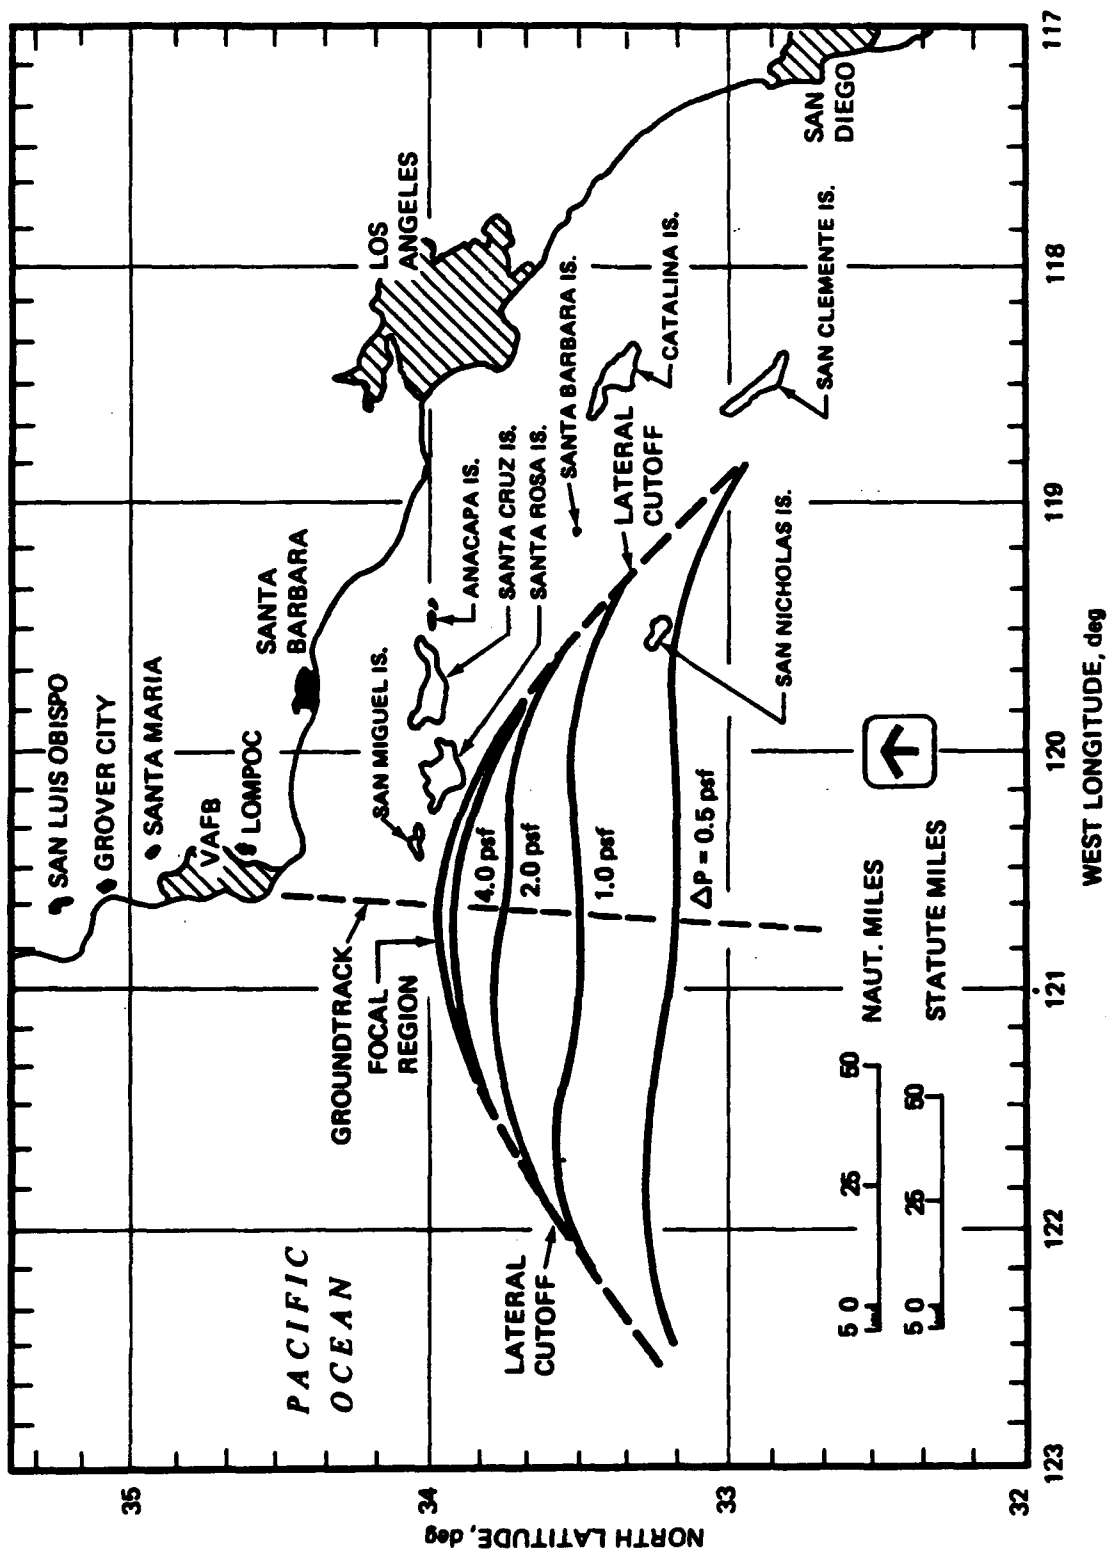 SAN LUIS OBISPO
GROVER CITY
SANTA MARIA
VAFB
LOMPOC
SANTA
BARBARA
LOS
ANGELES
SAN
DIEGO
PACIFIC
OCEAN
GROUNDTRACK
FOCAL
REGION
SAN MIGUEL IS.
ANACAPA IS.
SANTA CRUZ IS.
SANTA ROSA IS.
SANTA BARBARA IS.
CATALINA IS.
SAN CLEMENTE IS.
SAN NICHOLAS IS.
LATERAL
CUTOFF
LATERAL
CUTOFF
4.0 psf
2.0 psf
1.0 psf
ΔP = 0.5 psf
5 0 25 50 NAUT. MILES
5 0 25 50 STATUTE MILES
35
34
33
32
NORTH LATITUDE, deg
123 122 121 120 119 118 117
WEST LONGITUDE, deg